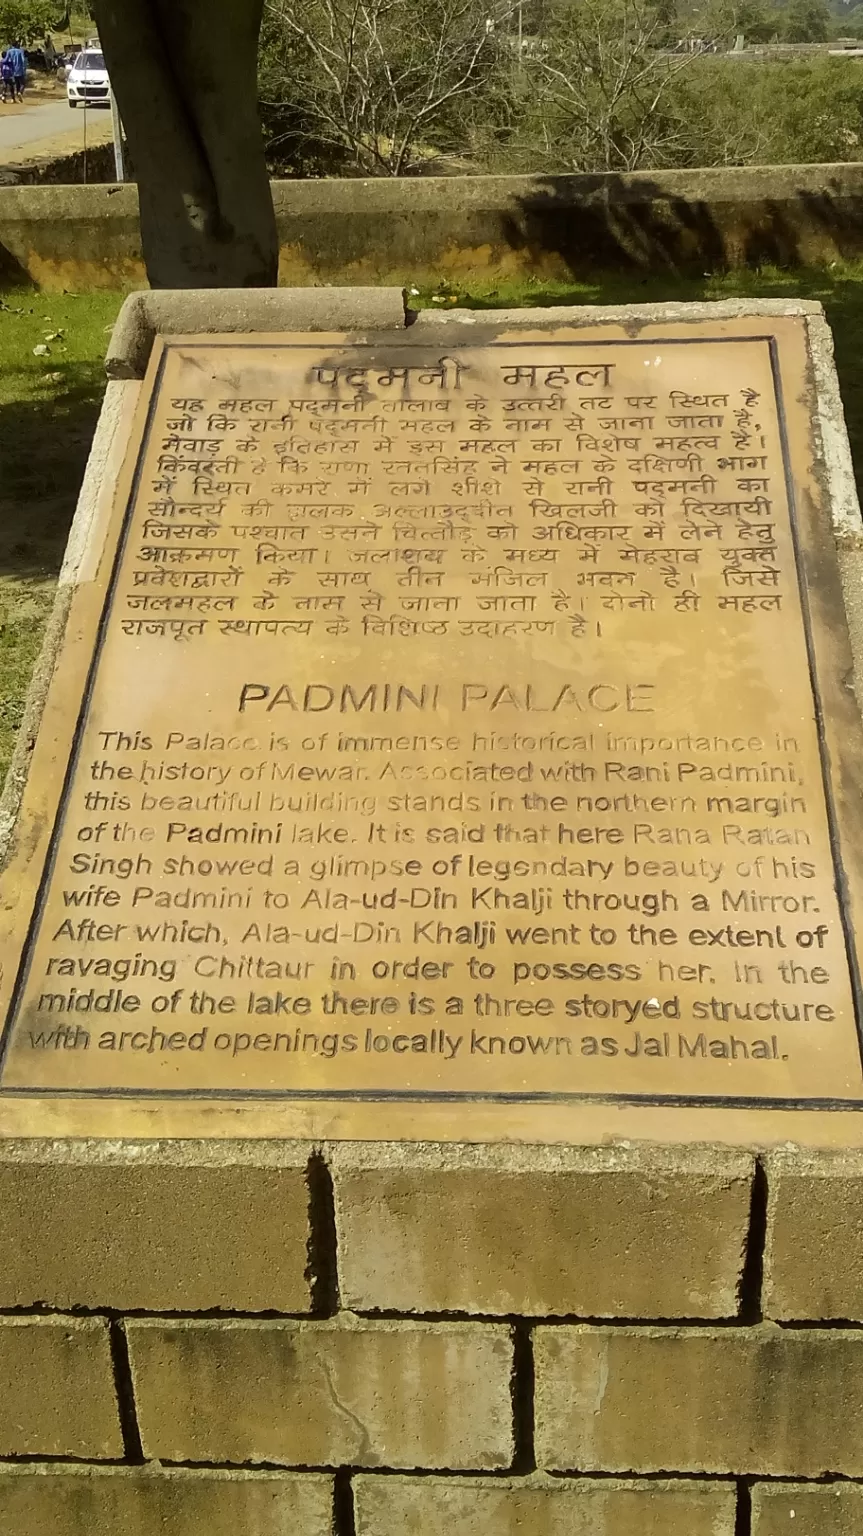 पद्मनी महल
यह महल पद्मनी तालाब के उत्तरी तट पर स्थित है
जो कि रानी पद्मनी महल के नाम से जाना जाता है,
मेवाड़ के इतिहास में इस महल का विशेष महत्व है।
किंवदन्ती है कि राणा रतनसिंह ने महल के दक्षिणी भाग
में स्थित कमरे में लगे शीशे से रानी पद्मनी का
सौन्दर्य की झलक अल्लाउद्दीन खिलजी को दिखायी
जिसके पश्चात उसने चित्तौड़ को अधिकार में लेने हेतु
आक्रमण किया। जलाशय के मध्य में मेहराब युक्त
प्रवेशद्वारों के साथ तीन मंजिल भवन है। जिसे
जलमहल के नाम से जाना जाता है। दोनो ही महल
राजपूत स्थापत्य के विशिष्ठ उदाहरण है।
PADMINI PALACE
This Palace is of immense historical importance in
the history of Mewar. Associated with Rani Padmini,
this beautiful building stands in the northern margin
of the Padmini lake. It is said that here Rana Ratan
Singh showed a glimpse of legendary beauty of his
wife Padmini to Ala-ud-Din Khalji through a Mirror.
After which, Ala-ud-Din Khalji went to the extent of
ravaging Chittaur in order to possess her. In the
middle of the lake there is a three storyed structure
with arched openings locally known as Jal Mahal.